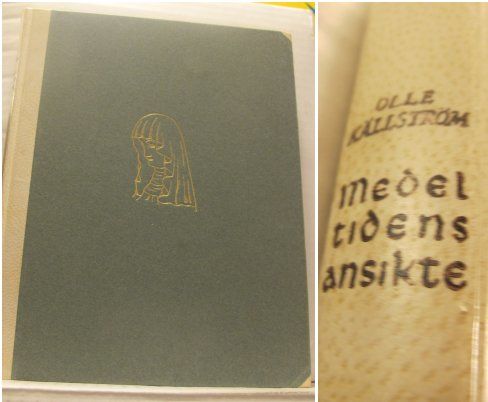 OLLE
KÄLLSTRÖM
medel
tidens
ansikte